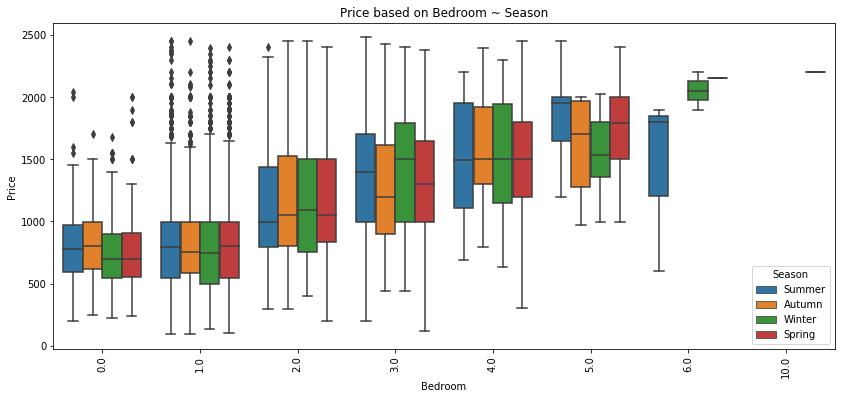 Price based on Bedroom ~ Season
2500
2000
1500
1000
500
0
Price
0.0
1.0
2.0
3.0
4.0
5.0
6.0
10.0
Bedroom
Season
Summer
Autumn
Winter
Spring